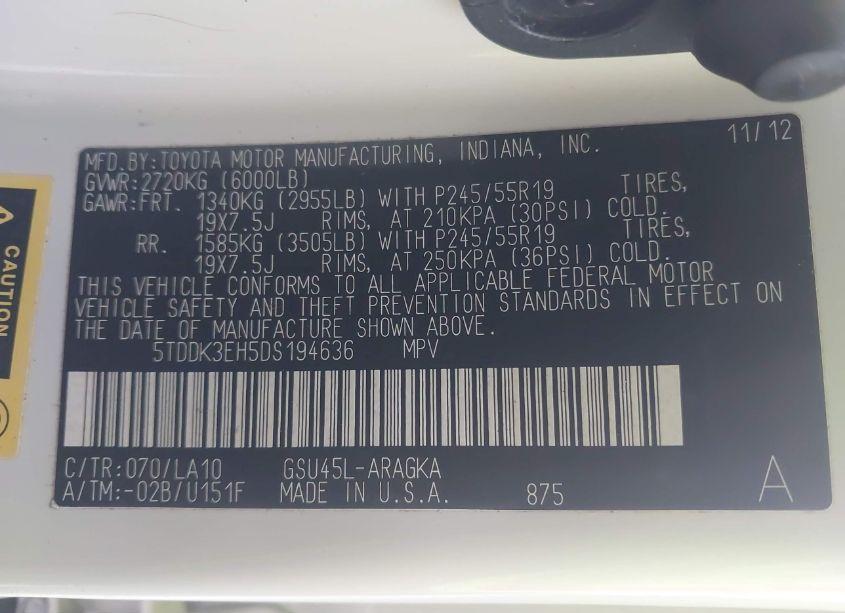 11/12
MFD.BY:TOYOTA MOTOR MANUFACTURING, INDIANA, INC.
GVWR:2720KG (6000LB)
GAWR:FRT. 1340KG (2955LB) WITH P245/55R19 TIRES,
19X7.5J RIMS, AT 210KPA (30PSI) COLD.
RR. 1585KG (3505LB) WITH P245/55R19 TIRES,
19X7.5J RIMS, AT 250KPA (36PSI) COLD.
THIS VEHICLE CONFORMS TO ALL APPLICABLE FEDERAL MOTOR
VEHICLE SAFETY AND THEFT PREVENTION STANDARDS IN EFFECT ON
THE DATE OF MANUFACTURE SHOWN ABOVE.
5TDDK3EH5DS194636 MPV
C/TR:070/LA10 GSU45L-ARAGKA
A/TM:-02B/U151F MADE IN U.S.A. 875 A
CAUTION